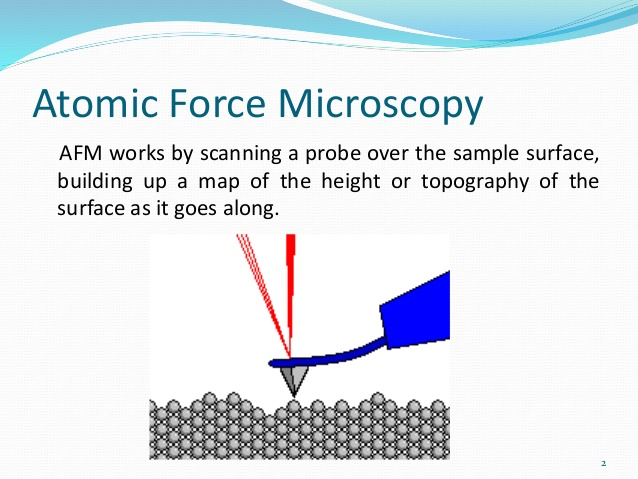 Atomic Force Microscopy
AFM works by scanning a probe over the sample surface,
building up a map of the height or topography of the
surface as it goes along.
2